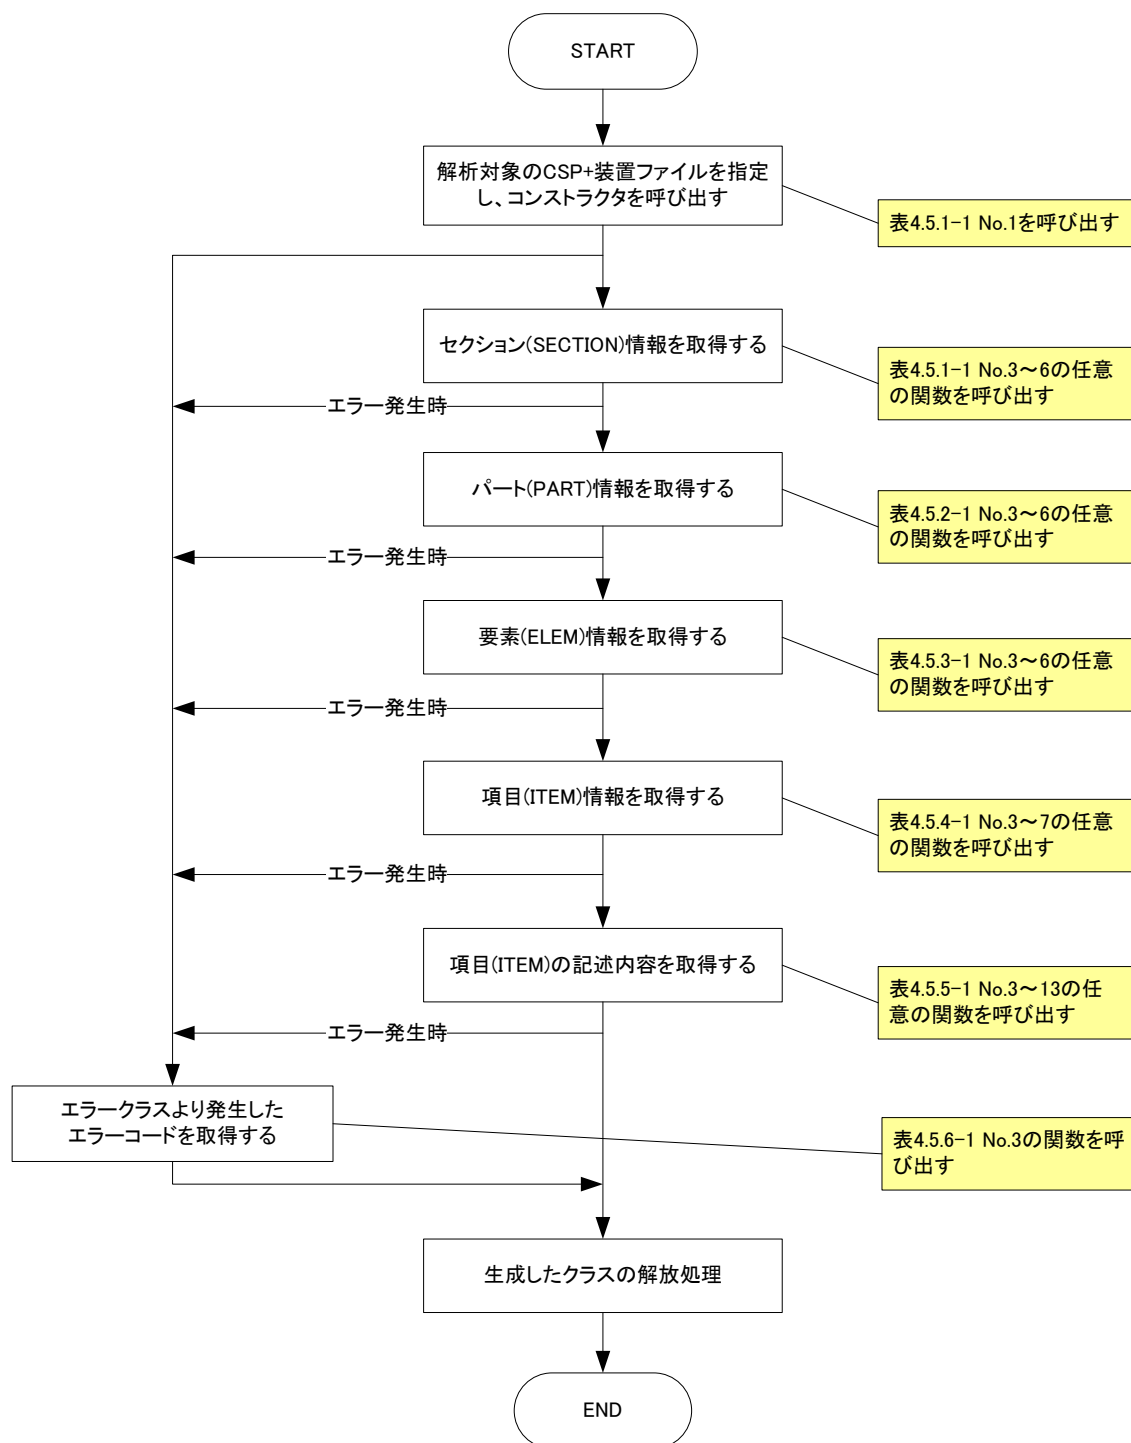 START
解析対象のCSP+装置ファイルを指定
し、コンストラクタを呼び出す
表4.5.1-1 No.1を呼び出す
セクション(SECTION)情報を取得する
表4.5.1-1 No.3～6の任意
の関数を呼び出す
エラー発生時
パート(PART)情報を取得する
表4.5.2-1 No.3～6の任意
の関数を呼び出す
エラー発生時
要素(ELEM)情報を取得する
表4.5.3-1 No.3～6の任意
の関数を呼び出す
エラー発生時
項目(ITEM)情報を取得する
表4.5.4-1 No.3～7の任意
の関数を呼び出す
エラー発生時
項目(ITEM)の記述内容を取得する
表4.5.5-1 No.3～13の任
意の関数を呼び出す
エラー発生時
エラークラスより発生した
エラーコードを取得する
表4.5.6-1 No.3の関数を呼
び出す
生成したクラスの解放処理
END